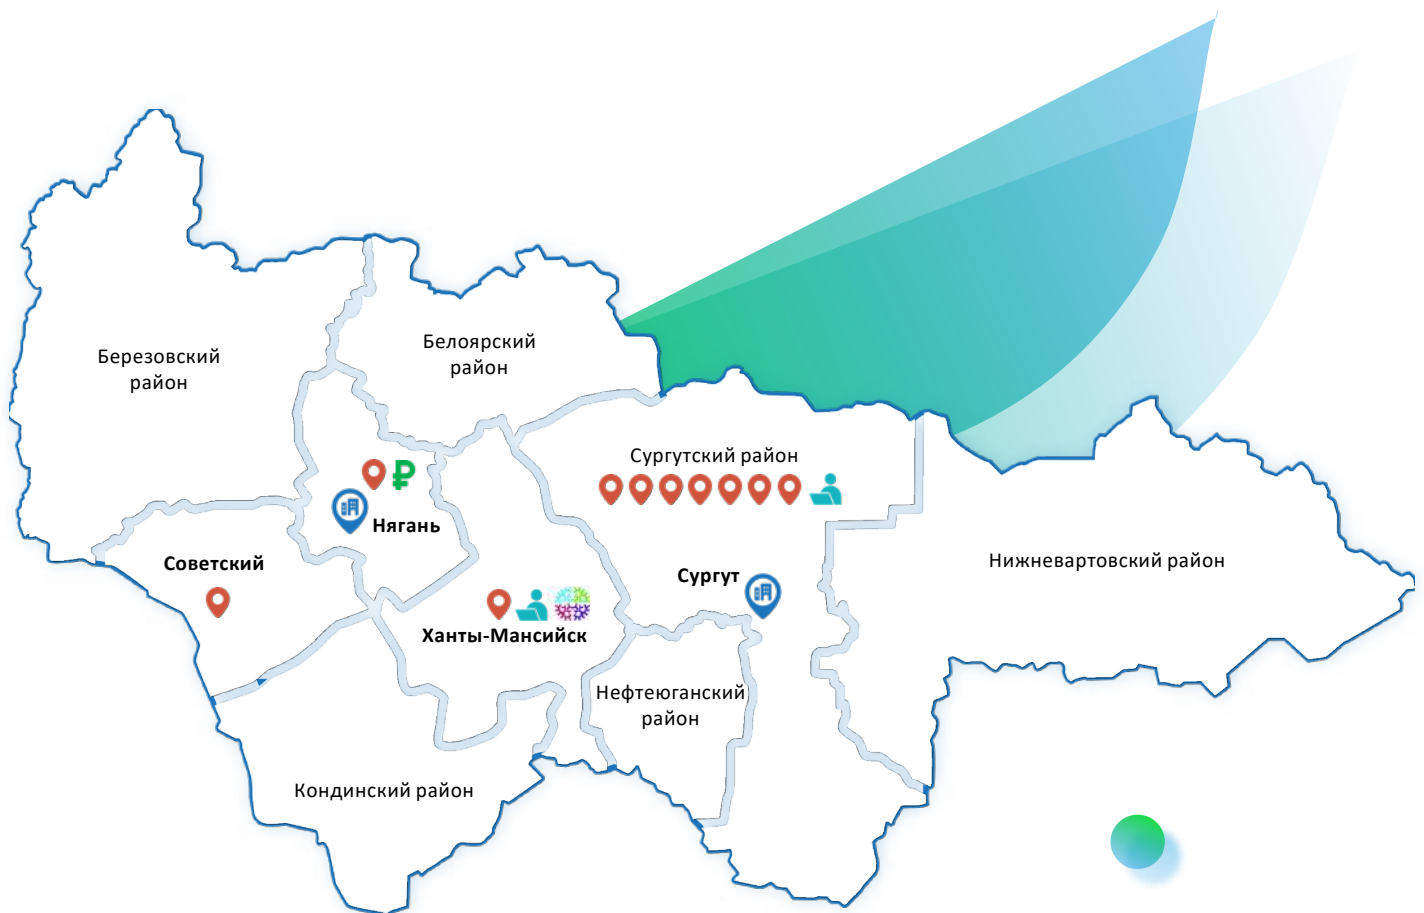 Белоярский
район
Березовский
район
Сургутский район
₽
Нягань
Советский
Нижневартовский район
Сургут
Ханты-Мансийск
Нефтеюганский
район
Кондинский район